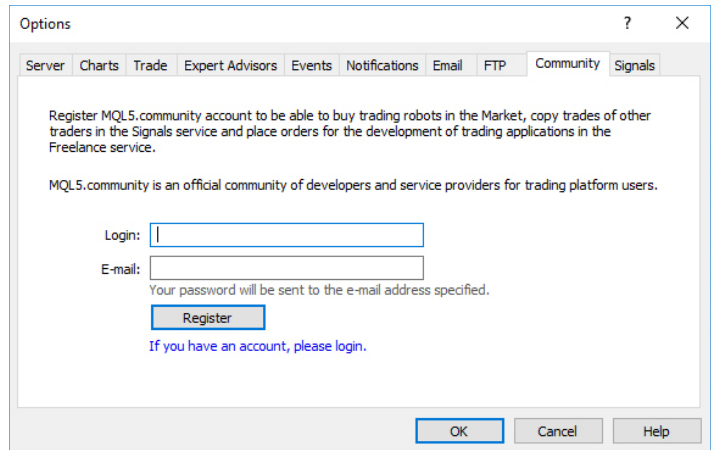 Options
?
Server Charts Trade Expert Advisors Events Notifications Email FTP Community Signals
Register MQL5.community account to be able to buy trading robots in the Market, copy trades of other
traders in the Signals service and place orders for the development of trading applications in the
Freelance service.
MQL5.community is an official community of developers and service providers for trading platform users.
Login:
E-mail:
Your password will be sent to the e-mail address specified.
Register
If you have an account, please login.
OK Cancel Help